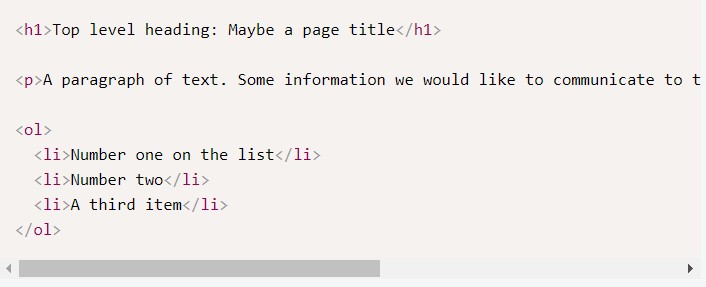 <h1>Top level heading: Maybe a page title</h1>
<p>A paragraph of text. Some information we would like to communicate to t
<ol>
<li>Number one on the list</li>
<li>Number two</li>
<li>A third item</li>
</ol>